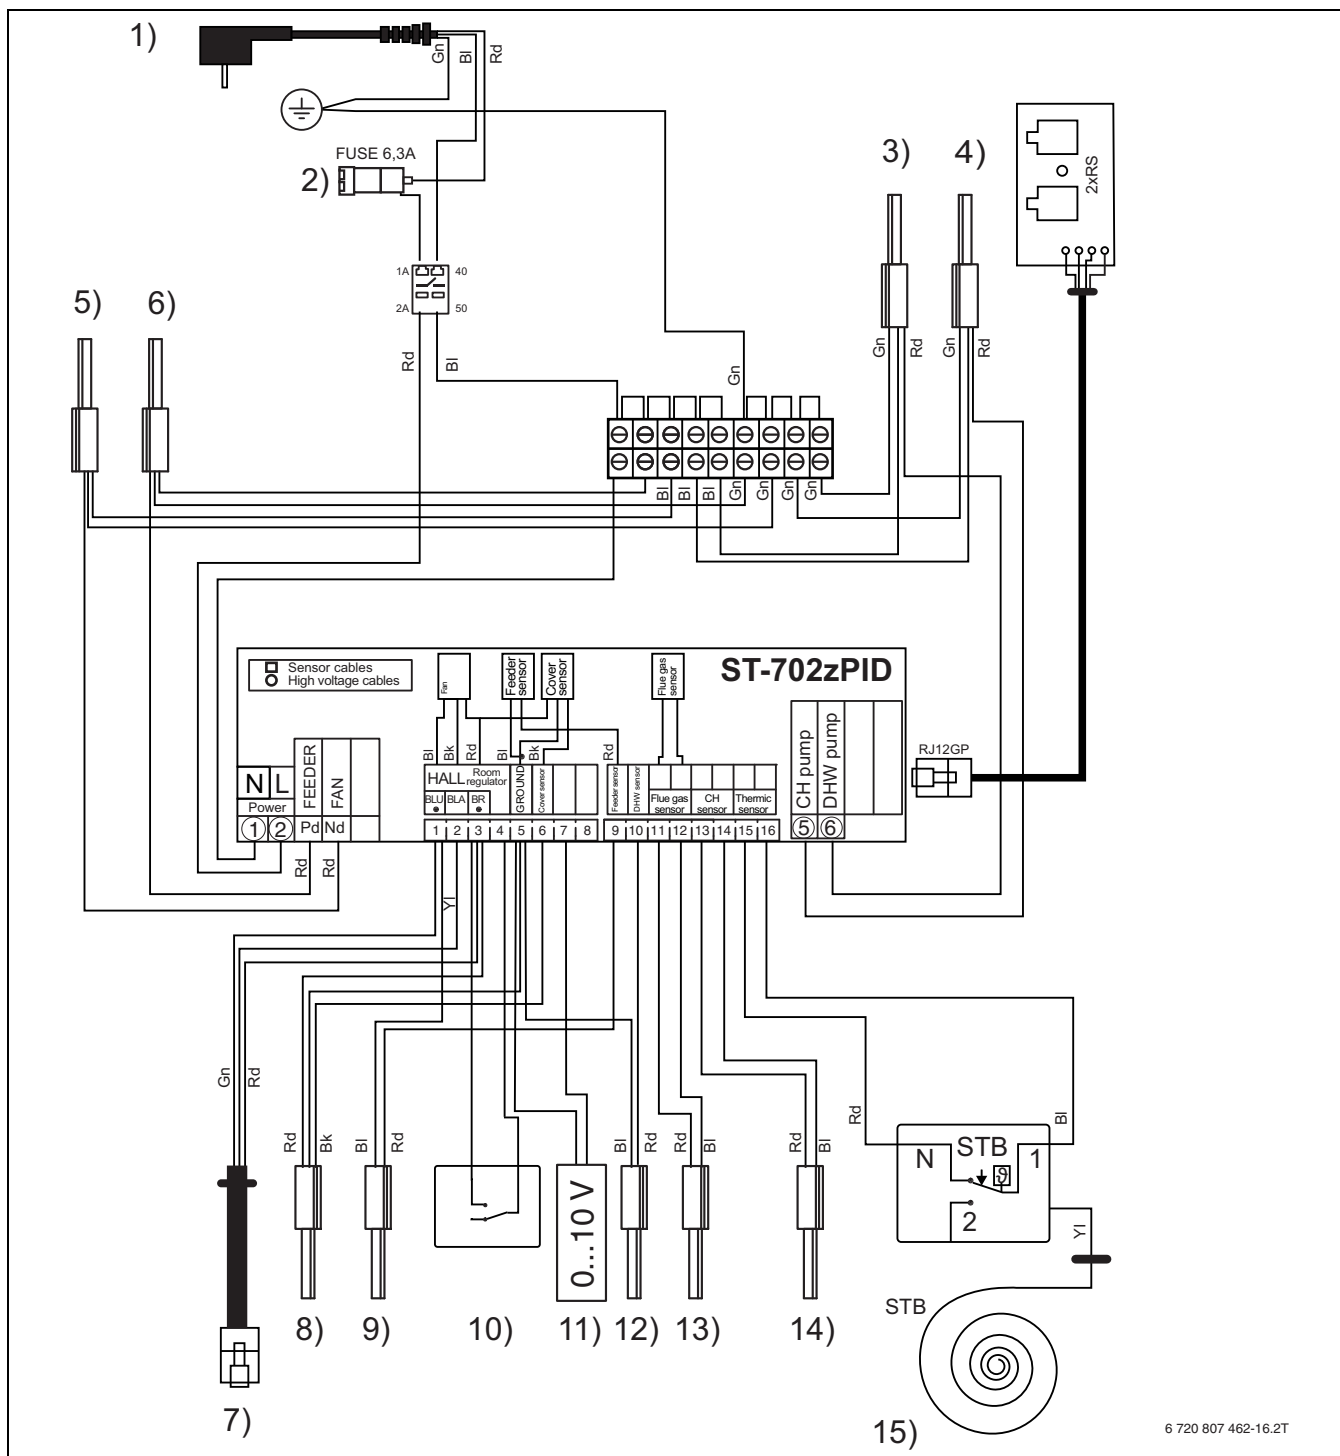 1)
Gn
Bl
Rd
FUSE 6,3A
2)
3)
4)
2xRS
1A
40
2A
50
5)
6)
Rd
Bl
Gn
Gn
Rd
Gn
Rd
Bl
Bl
Bl
Gn
Gn
Gn
Gn
Sensor cables
High voltage cables
Fan
Feeder sensor
Cover sensor
Flue gas sensor
ST-702zPID
RJ12GP
N L
Power
1 2
FEEDER
FAN
Pd Nd
Bl
Bk
Rd
Bl
Bk
Rd
HALL
Room regulator
BLU BLA BR
GROUND
Cover sensor
1 2 3 4 5 6 7 8
Feeder sensor
DHW sensor
Flue gas sensor
CH sensor
Thermic sensor
9 10 11 12 13 14 15 16
CH pump
DHW pump
5 6
Rd
Rd
Yl
Gn
Rd
Rd
Bk
Bl
Rd
0...10 V
Bl
Rd
Rd
Bl
Rd
Bl
Rd
Bl
N
STB
1
ϑ
2
Yl
STB
7)
8)
9)
10)
11)
12)
13)
14)
15)
6 720 807 462-16.2T